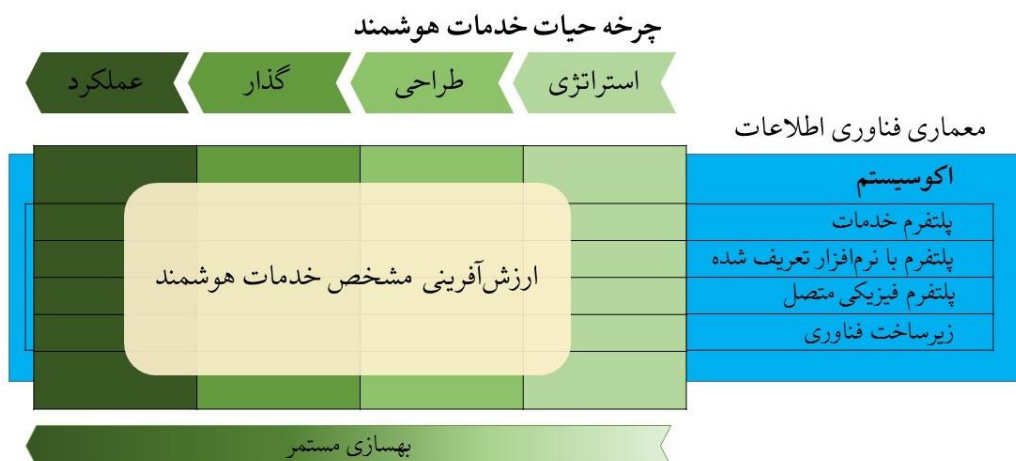 چرخه حیات خدمات هوشمند
استراتژی
طراحی
گذار
عملکرد
معماری فناوری اطلاعات
اکوسیستم
پلتفرم خدمات
پلتفرم با نرم‌افزار تعریف شده
پلتفرم فیزیکی متصل
زیرساخت فناوری
ارزش‌آفرینی مشخص خدمات هوشمند
بهسازی مستمر